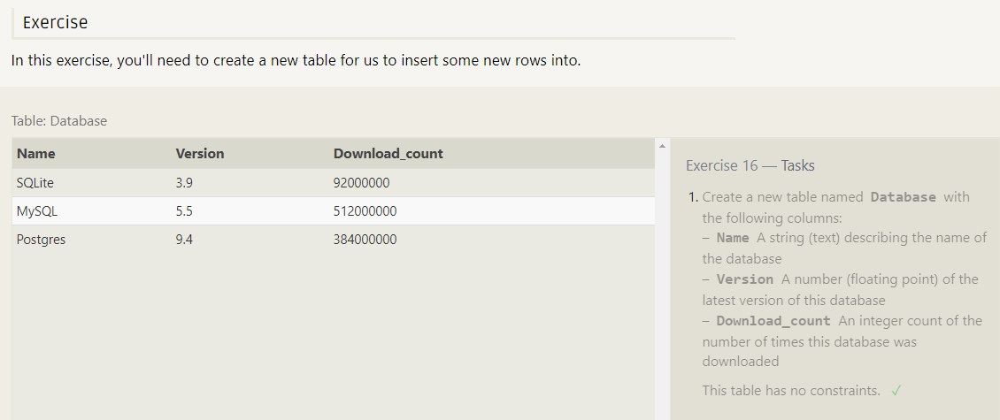 Exercise
In this exercise, you'll need to create a new table for us to insert some new rows into.
Table: Database
Name Version Download_count
SQLite 3.9 92000000
MySQL 5.5 512000000
Postgres 9.4 384000000
Exercise 16 — Tasks
1. Create a new table named Database with
the following columns:
– Name A string (text) describing the name of
the database
– Version A number (floating point) of the
latest version of this database
– Download_count An integer count of the
number of times this database was
downloaded
This table has no constraints. ✓